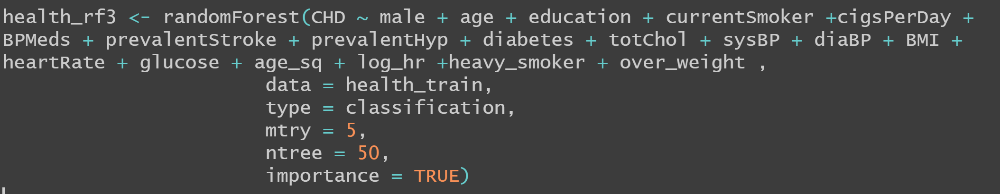 health_rf3 <- randomForest(CHD ~ male + age + education + currentSmoker +cigsPerDay +
BPMeds + prevalentStroke + prevalentHyp + diabetes + totChol + sysBP + diaBP + BMI +
heartRate + glucose + age_sq + log_hr +heavy_smoker + over_weight ,
data = health_train,
type = classification,
mtry = 5,
ntree = 50,
importance = TRUE)